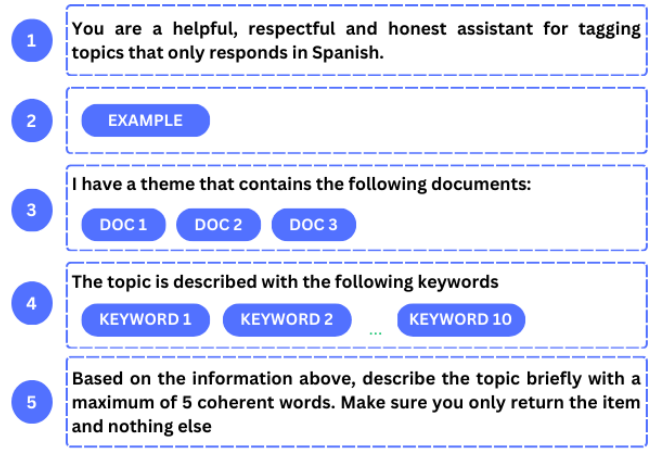 1
You are a helpful, respectful and honest assistant for tagging
topics that only responds in Spanish.
2
EXAMPLE
3
I have a theme that contains the following documents:
DOC 1 DOC 2 DOC 3
4
The topic is described with the following keywords
KEYWORD 1 KEYWORD 2 ... KEYWORD 10
5
Based on the information above, describe the topic briefly with a
maximum of 5 coherent words. Make sure you only return the item
and nothing else